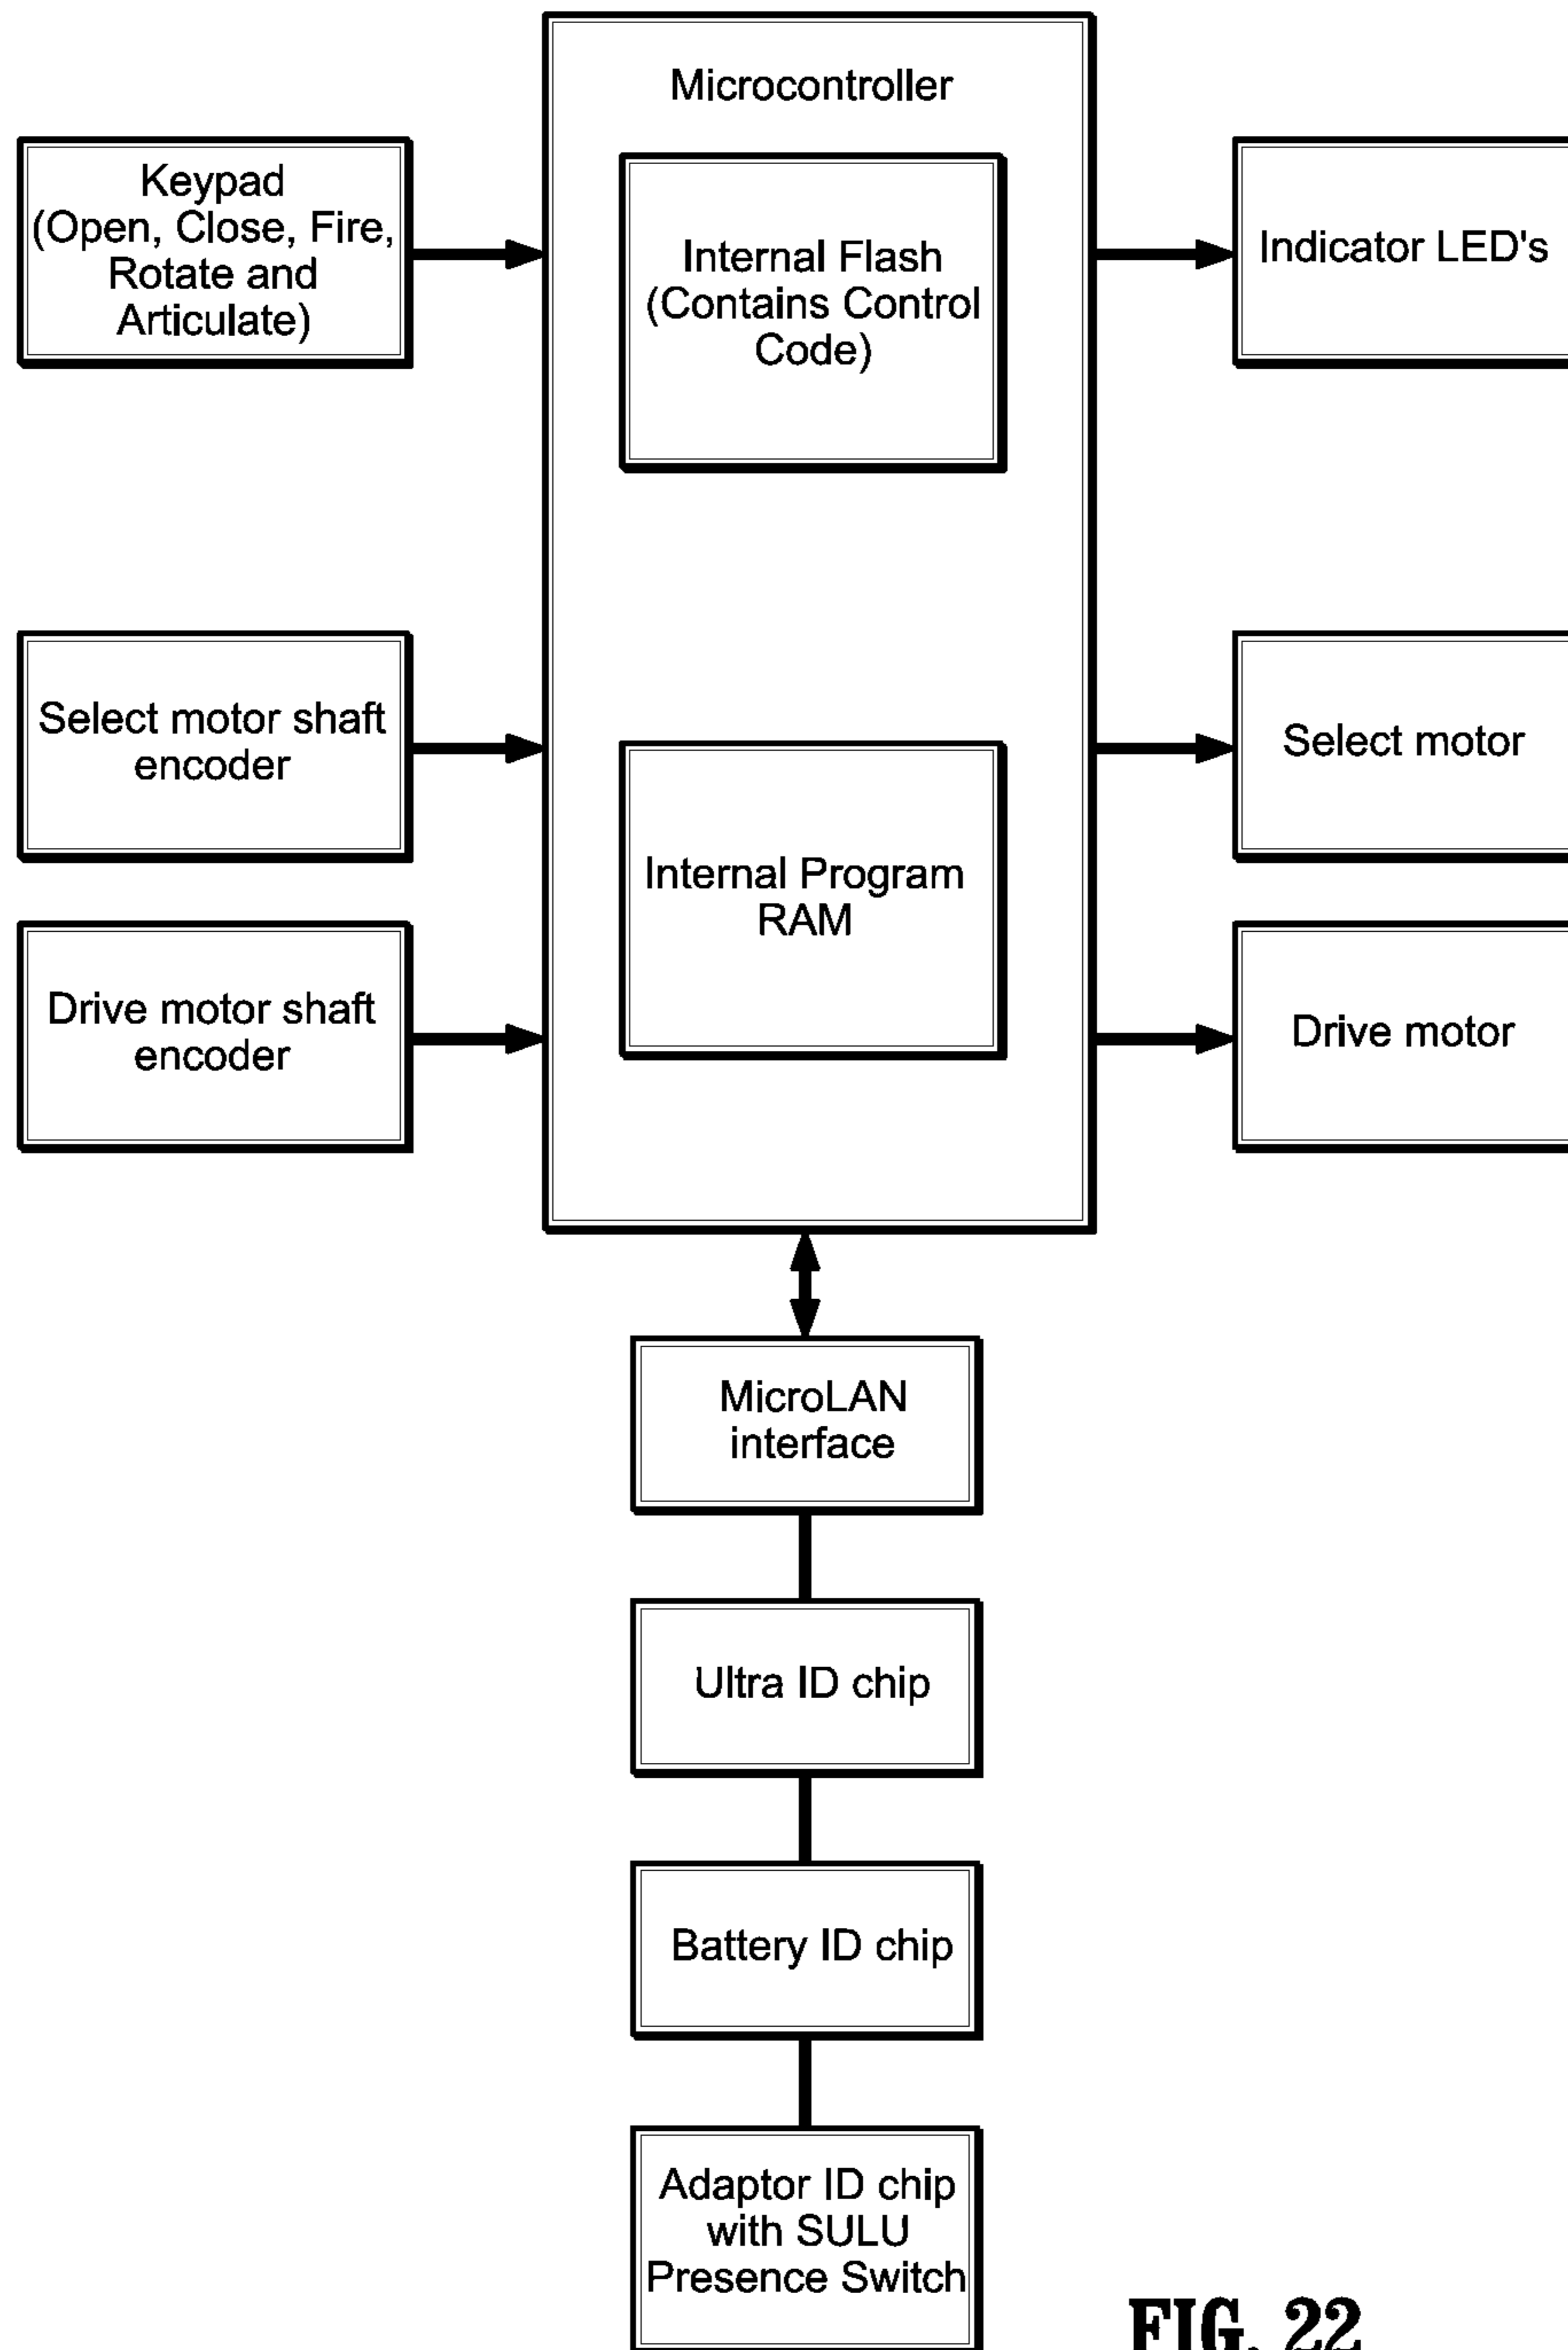 Microcontroller
Keypad
(Open, Close, Fire,
Rotate and
Articulate)
Internal Flash
(Contains Control
Code)
Indicator LED's
Select motor shaft
encoder
Select motor
Internal Program
RAM
Drive motor shaft
encoder
Drive motor
MicroLAN
interface
Ultra ID chip
Battery ID chip
Adaptor ID chip
with SULU
Presence Switch
FIG. 22